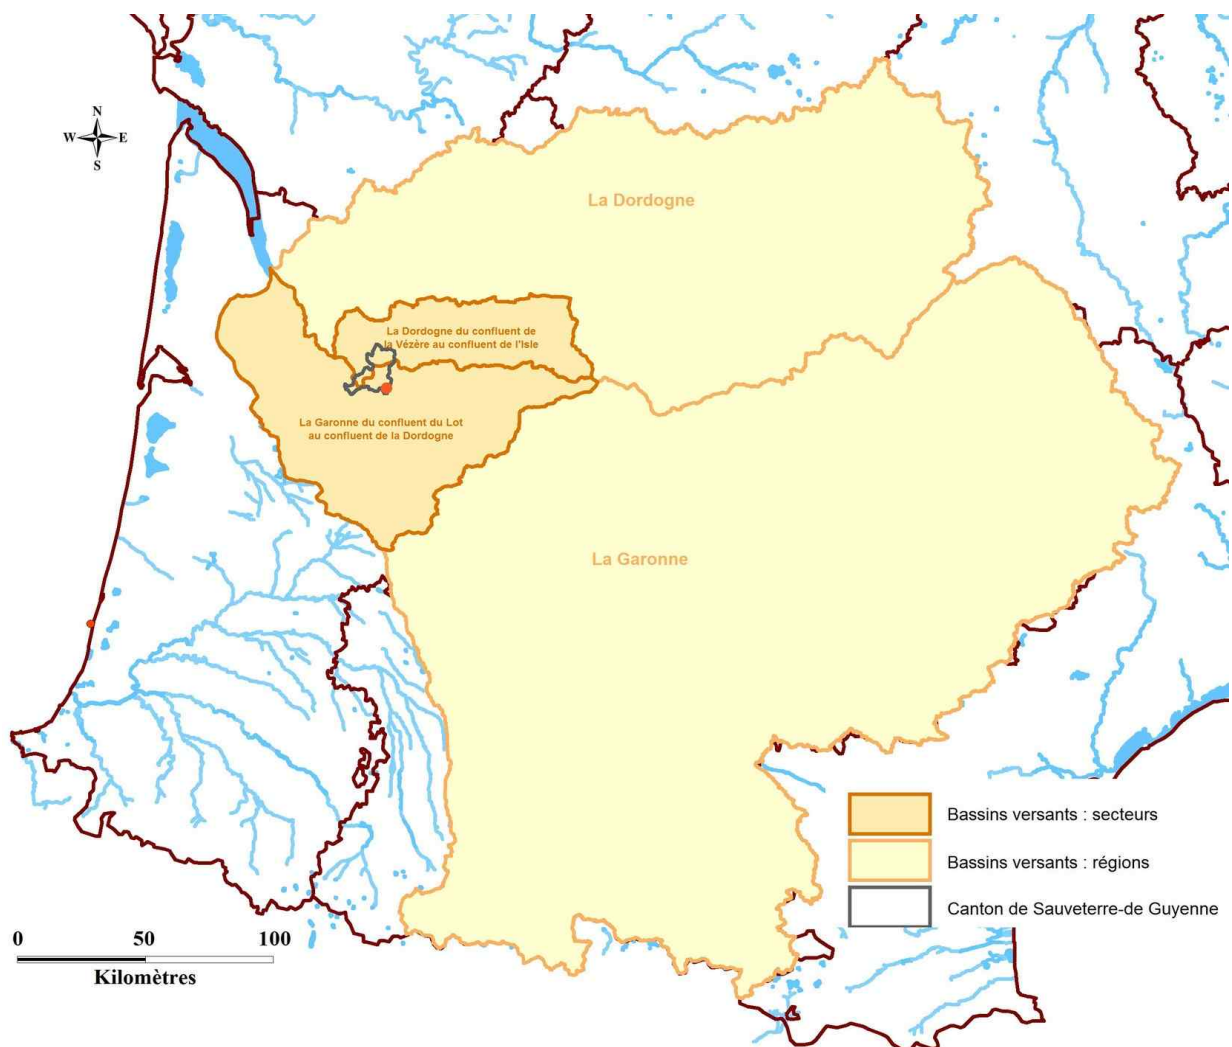 N
W E
S
La Dordogne
La Dordogne du confluent de
la Vézère au confluent de l'Isle
La Garonne du confluent du Lot
au confluent de la Dordogne
La Garonne
Bassins versants : secteurs
Bassins versants : régions
Canton de Sauveterre-de Guyenne
0 50 100
Kilomètres